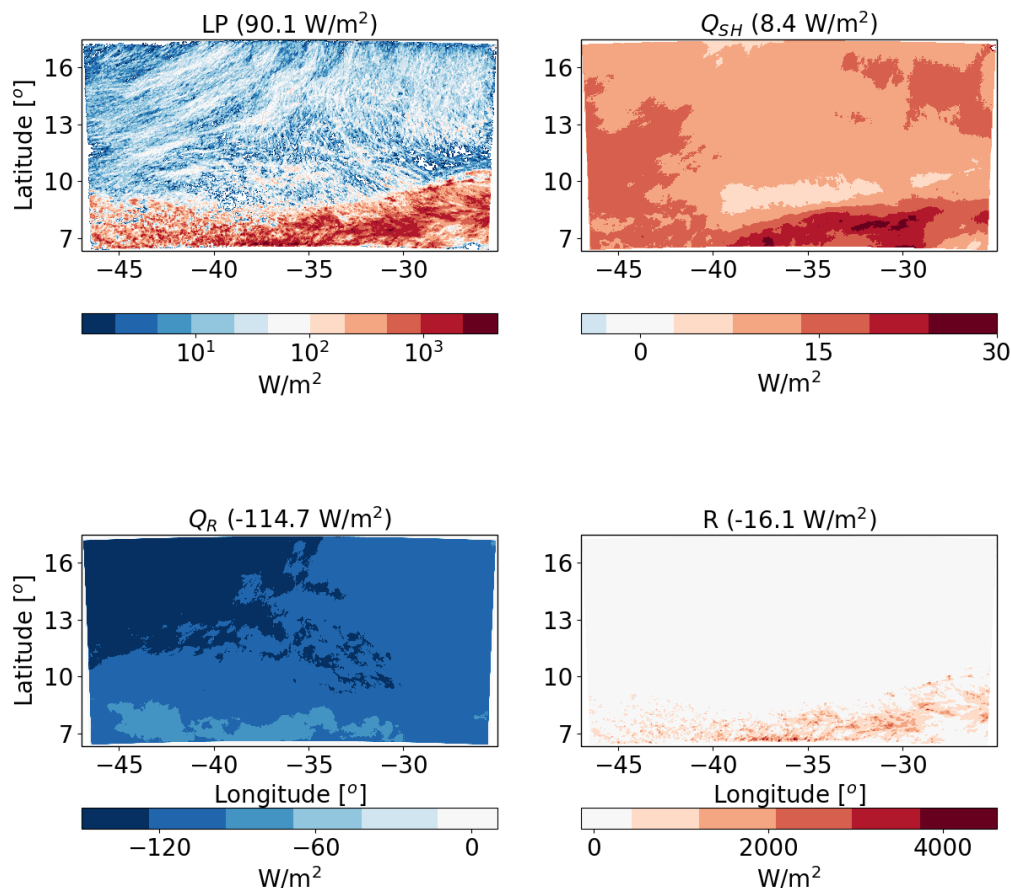 LP (90.1 W/m²)
Q_SH (8.4 W/m²)
Latitude [°]
16
13
10
7
−45 −40 −35 −30
16
13
10
7
−45 −40 −35 −30
10¹ 10² 10³
W/m²
0 15 30
W/m²
Q_R (-114.7 W/m²)
R (-16.1 W/m²)
Latitude [°]
16
13
10
7
−45 −40 −35 −30
Longitude [°]
16
13
10
7
−45 −40 −35 −30
Longitude [°]
−120 −60 0
W/m²
0 2000 4000
W/m²